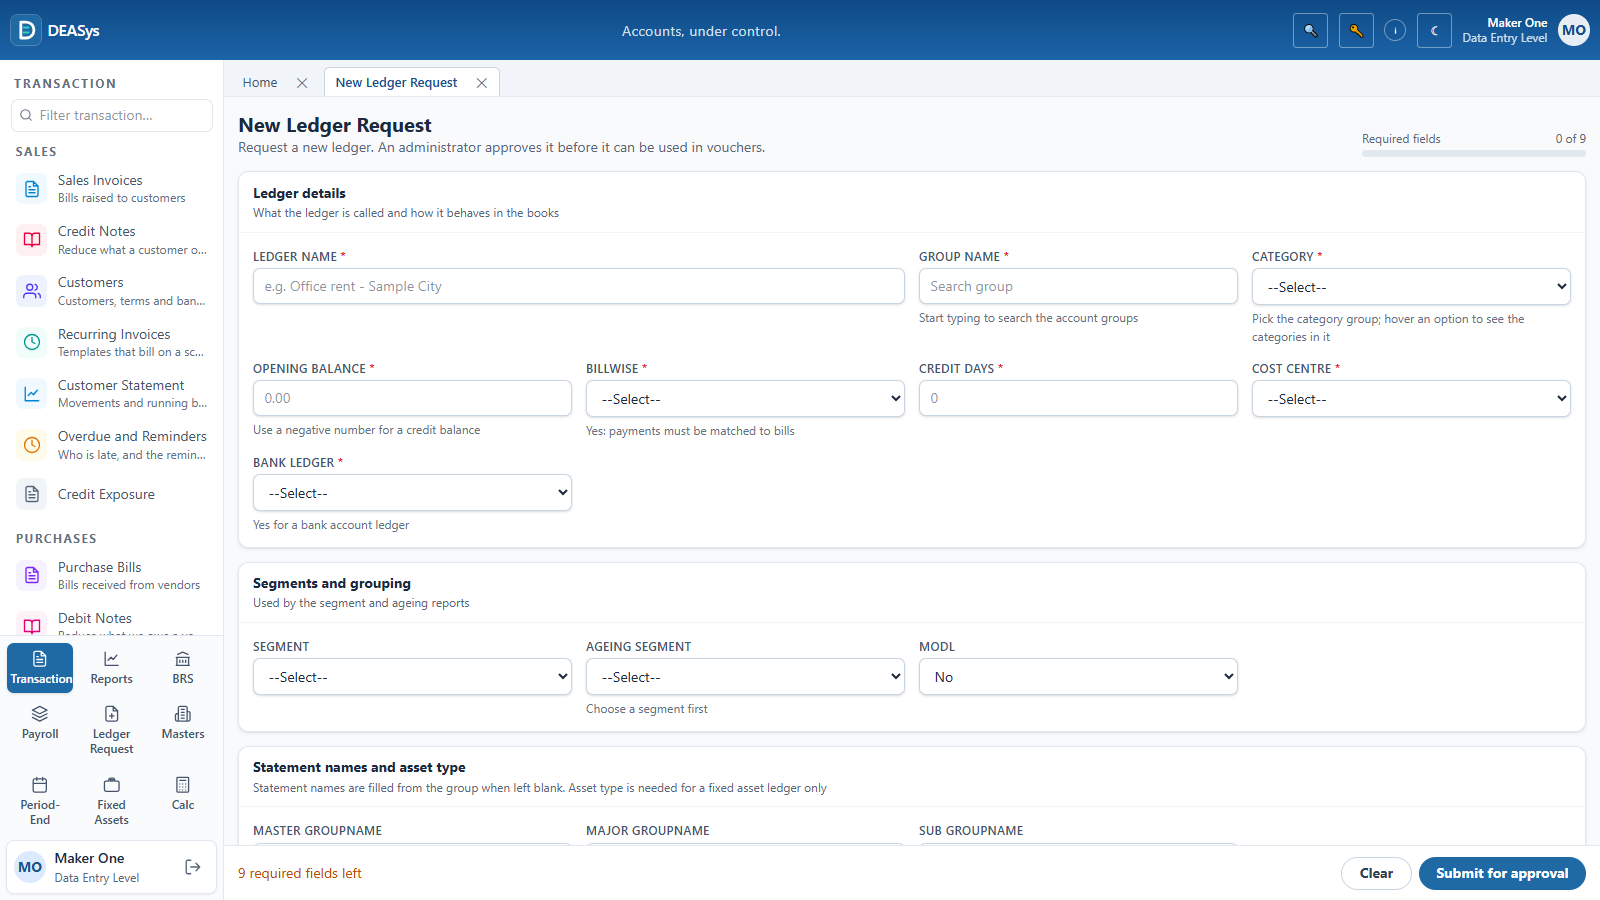 DEASys
Accounts, under control.
Maker One
Data Entry Level
MO
TRANSACTION
Filter transaction...
SALES
Sales Invoices
Bills raised to customers
Credit Notes
Reduce what a customer o...
Customers
Customers, terms and ban...
Recurring Invoices
Templates that bill on a sc...
Customer Statement
Movements and running b...
Overdue and Reminders
Who is late, and the remin...
Credit Exposure
PURCHASES
Purchase Bills
Bills received from vendors
Debit Notes
Transaction
Reports
BRS
Payroll
Ledger Request
Masters
Period-End
Fixed Assets
Calc
MO
Maker One
Data Entry Level
Home
New Ledger Request
New Ledger Request
Request a new ledger. An administrator approves it before it can be used in vouchers.
Required fields 0 of 9
Ledger details
What the ledger is called and how it behaves in the books
LEDGER NAME *
e.g. Office rent - Sample City
GROUP NAME *
Search group
Start typing to search the account groups
CATEGORY *
--Select--
Pick the category group; hover an option to see the
categories in it
OPENING BALANCE *
0.00
Use a negative number for a credit balance
BILLWISE *
--Select--
Yes: payments must be matched to bills
CREDIT DAYS *
0
COST CENTRE *
--Select--
BANK LEDGER *
--Select--
Yes for a bank account ledger
Segments and grouping
Used by the segment and ageing reports
SEGMENT
--Select--
AGEING SEGMENT
--Select--
Choose a segment first
MODL
No
Statement names and asset type
Statement names are filled from the group when left blank. Asset type is needed for a fixed asset ledger only
MASTER GROUPNAME
MAJOR GROUPNAME
SUB GROUPNAME
9 required fields left
Clear
Submit for approval